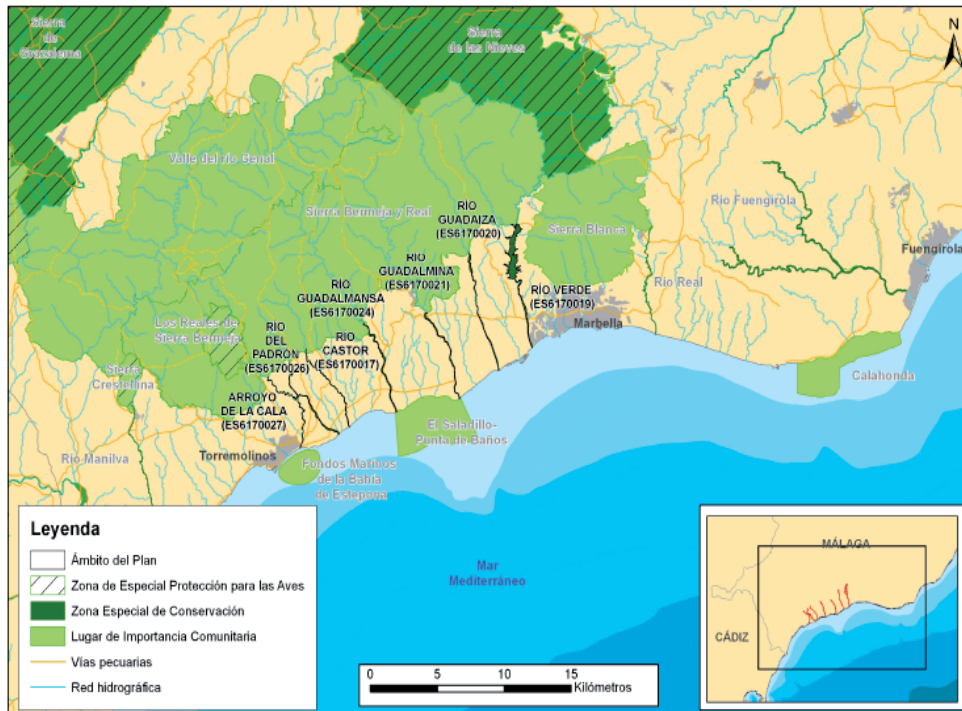 Sierra
de
Grazalema
Sierra
de las Nieves
N
Valle del río Genal
Sierra Bermeja y Real
RÍO
GUADAIZA
(ES6170020)
Sierra Blanca
Río Fuengirola
Fuengirola
RÍO
GUADALMINA
(ES6170021)
RÍO
GUADALMANSA
(ES6170024)
RÍO VERDE
(ES6170019)
Marbella
Río Real
Los Reales de
Sierra Bermeja
RÍO
DEL
PADRÓN
(ES6170026)
RÍO
CASTOR
(ES6170017)
Sierra
Crestellina
ARROYO
DE LA CALA
(ES6170027)
Calahonda
El Saladillo-
Punta de Baños
Río Manilva
Torremolinos
Fondos Marinos
de la Bahía
de Estepona
Mar
Mediterráneo
Leyenda
Ámbito del Plan
Zona de Especial Protección para las Aves
Zona Especial de Conservación
Lugar de Importancia Comunitaria
Vías pecuarias
Red hidrográfica
0 5 10 15
Kilómetros
MÁLAGA
CÁDIZ